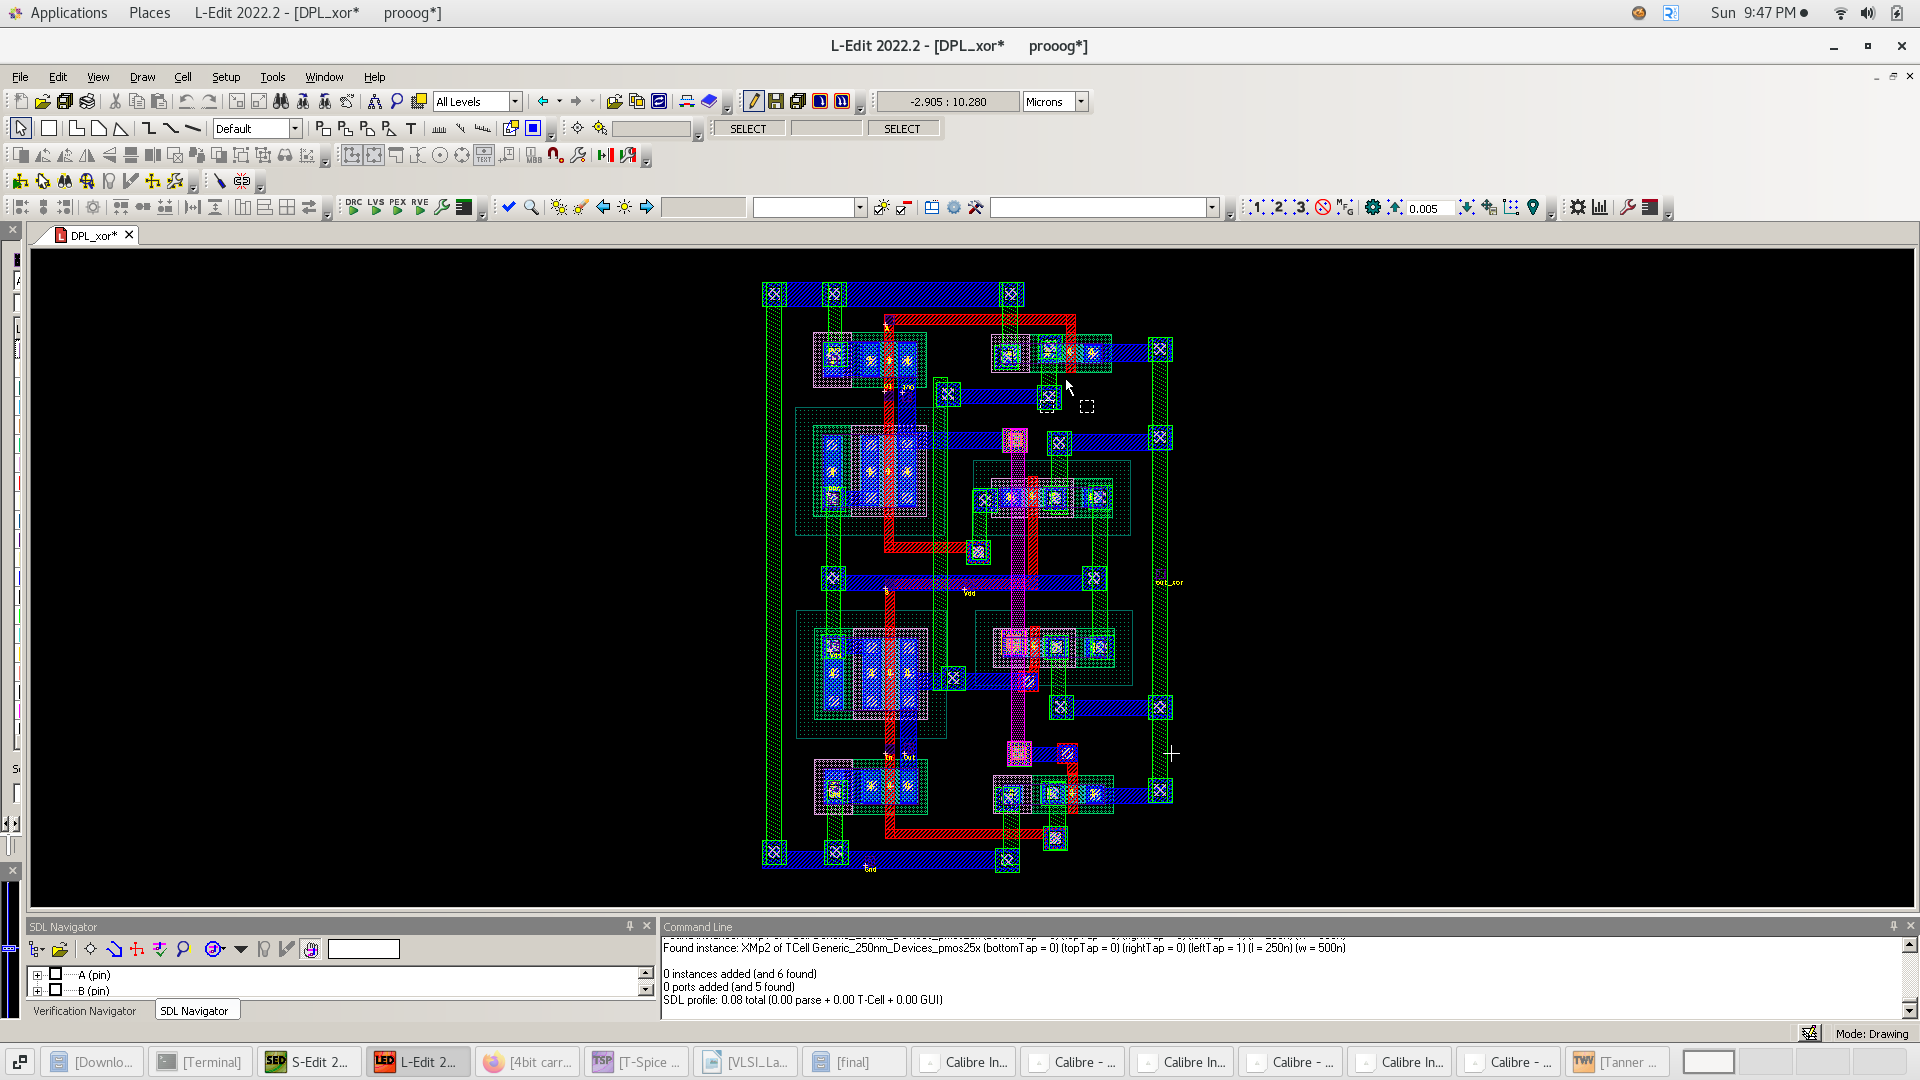 Applications Places L-Edit 2022.2 - [DPL_xor* prooog*] Sun 9:47 PM
L-Edit 2022.2 - [DPL_xor* prooog*]
File Edit View Draw Cell Setup Tools Window Help
All Levels -2.905 : 10.280 Microns
Default SELECT SELECT
DRC LVS PEX RVE 0.005
DPL_xor*
out_xor
Vdd
Gnd
SDL Navigator
A (pin)
B (pin)
Verification Navigator SDL Navigator
Command Line
Found instance: XMp2 of TCell Generic_250nm_Devices_pmos25x (bottomTap = 0) (topTap = 0) (rightTap = 0) (leftTap = 1) (l = 250n) (w = 500n)
0 instances added (and 6 found)
0 ports added (and 5 found)
SDL profile: 0.08 total (0.00 parse + 0.00 T-Cell + 0.00 GUI)
Mode: Drawing
[Downlo... [Terminal] S-Edit 2... L-Edit 2... [4bit carr... [T-Spice ... [VLSI_La... [final] Calibre In... Calibre - ... Calibre In... Calibre - ... Calibre In... Calibre - ... [Tanner ...